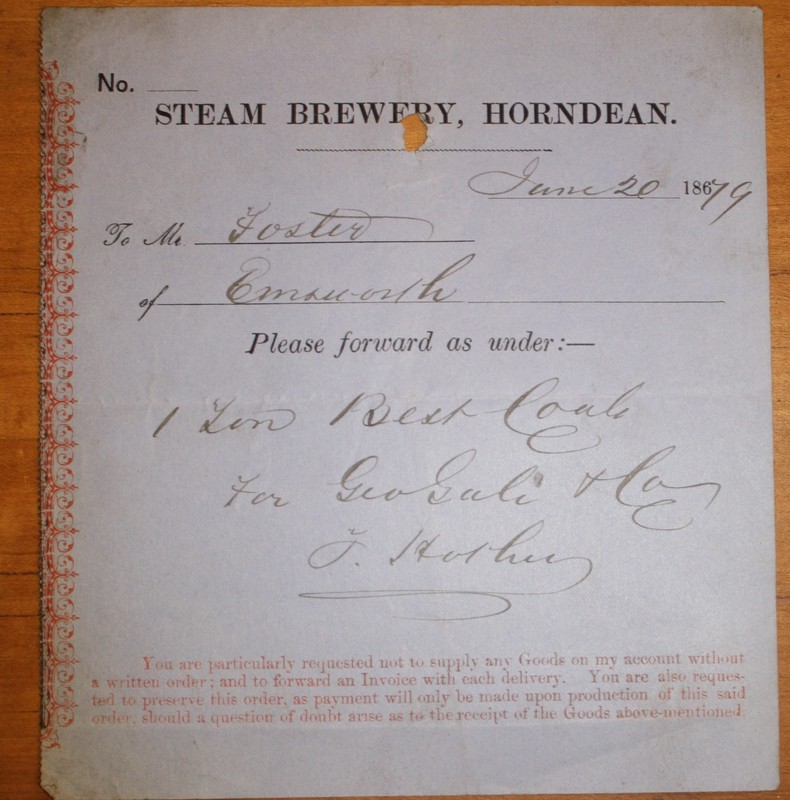 No.
STEAM BREWERY, HORNDEAN.
June 20 18679
To Mr. Foster
of Emsworth
Please forward as under:—
1 Ton Best Coals
For Geo Gale & Co
F.
You are particularly requested not to supply any Goods on my account without
a written order; and to forward an Invoice with each delivery. You are also reques-
ted to preserve this order, as payment will only be made upon production of this said
order, should a question of doubt arise as to the receipt of the Goods above-mentioned.